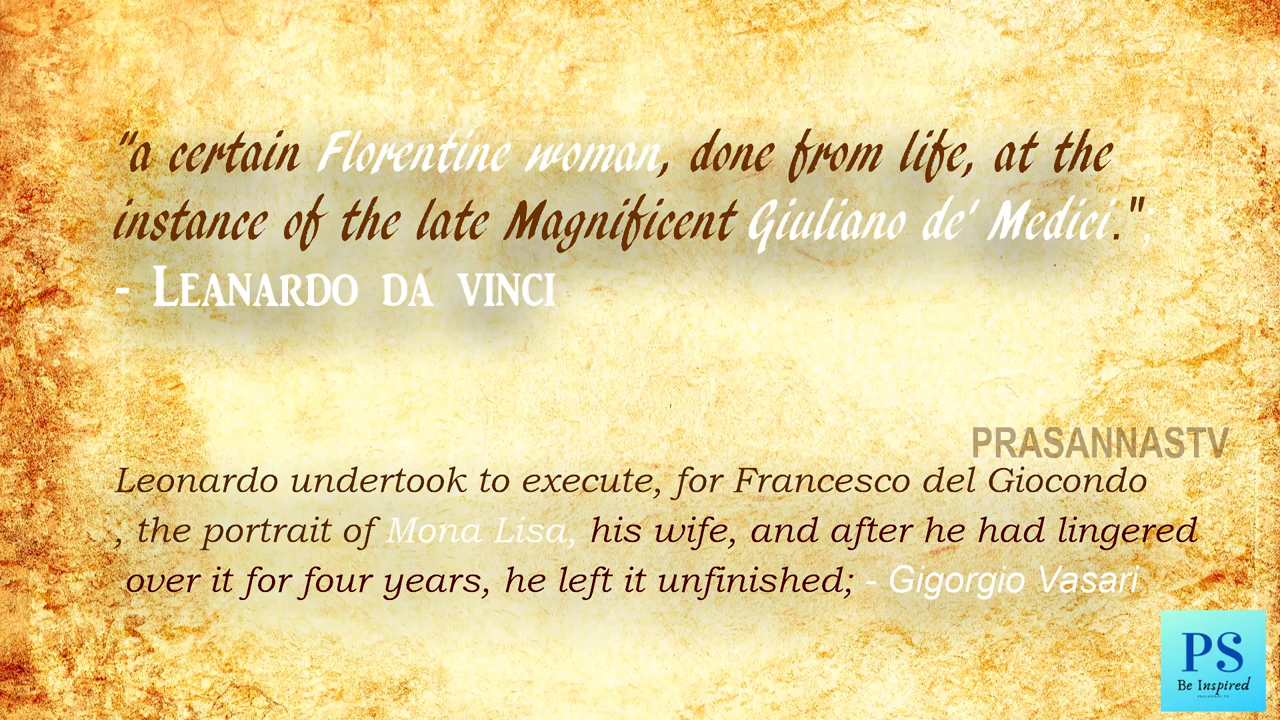 "a certain Florentine woman, done from life, at the
instance of the late Magnificent Giuliano de' Medici.";
- Leanardo da vinci
PRASANNASTV
Leonardo undertook to execute, for Francesco del Giocondo
, the portrait of Mona Lisa, his wife, and after he had lingered
over it for four years, he left it unfinished; - Gigorgio Vasari
PS
Be Inspired